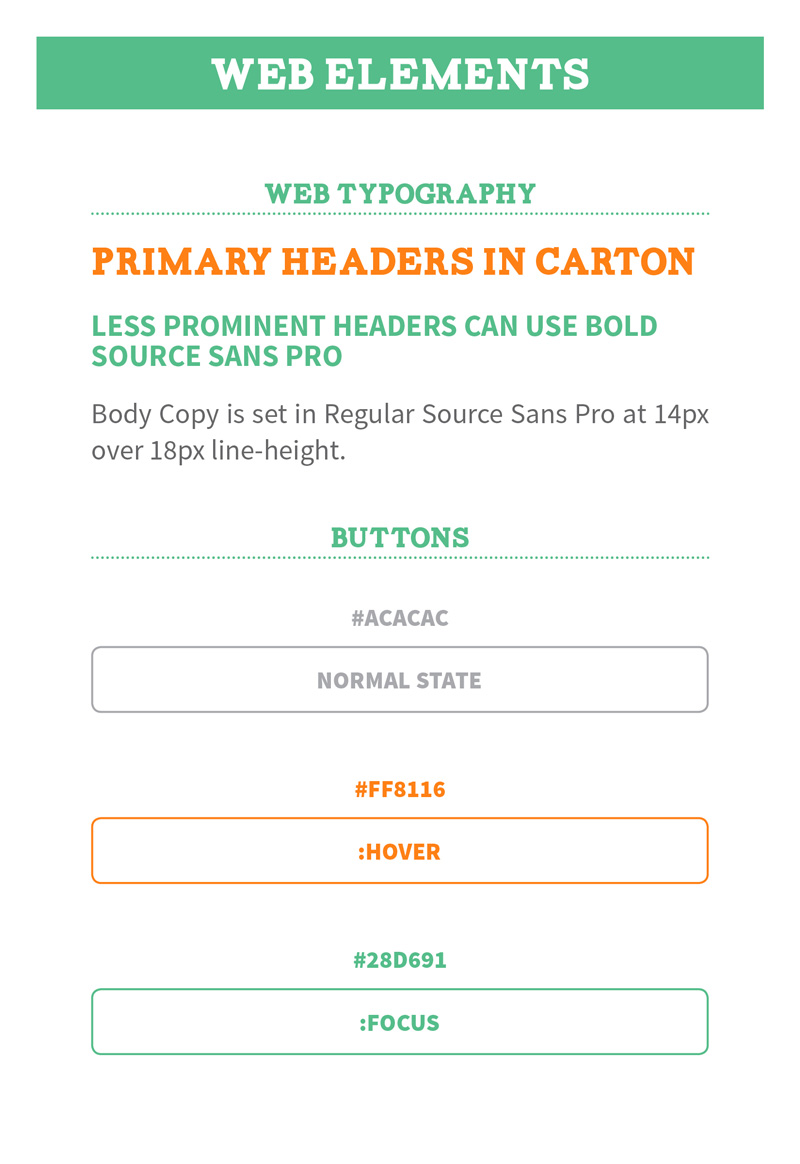 WEB ELEMENTS
WEB TYPOGRAPHY
PRIMARY HEADERS IN CARTON
LESS PROMINENT HEADERS CAN USE BOLD
SOURCE SANS PRO
Body Copy is set in Regular Source Sans Pro at 14px
over 18px line-height.
BUTTONS
#ACACAC
NORMAL STATE
#FF8116
:HOVER
#28D691
:FOCUS